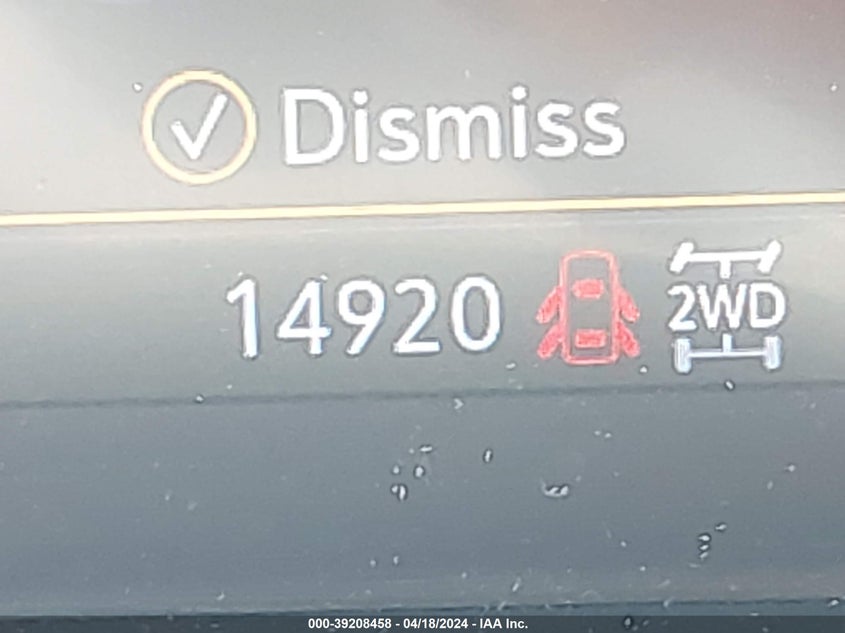 Dismiss
14920
2WD
000-39208458 - 04/18/2024 - IAA Inc.